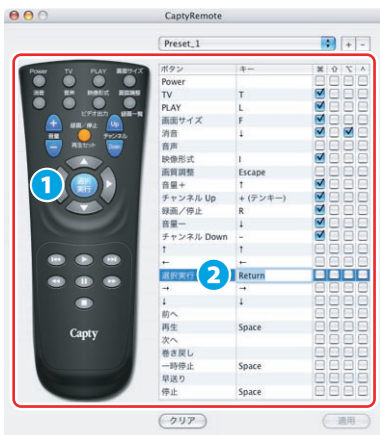 CaptyRemote
Preset_1
+ -
Power TV PLAY 画面サイズ
消音 音声 映像形式 画質調整
ビデオ出力 録画一覧
+ 録画／停止 Up
音量 チャンネル
- 再生セット Down
1 選択
実行
Capty
ボタン キー ⌘ ⇧ ⌥ ^
Power
TV T
PLAY L
画面サイズ F
消音 ↓
音声
映像形式 I
画質調整 Escape
音量＋ ↑
チャンネル Up + (テンキー)
録画／停止 R
音量ー ↓
チャンネル Down -
↑ ↑
← ←
選択実行 2 Return
→ →
↓ ↓
前へ
再生 Space
次へ
巻き戻し
一時停止 Space
早送り
停止 Space
クリア 適用